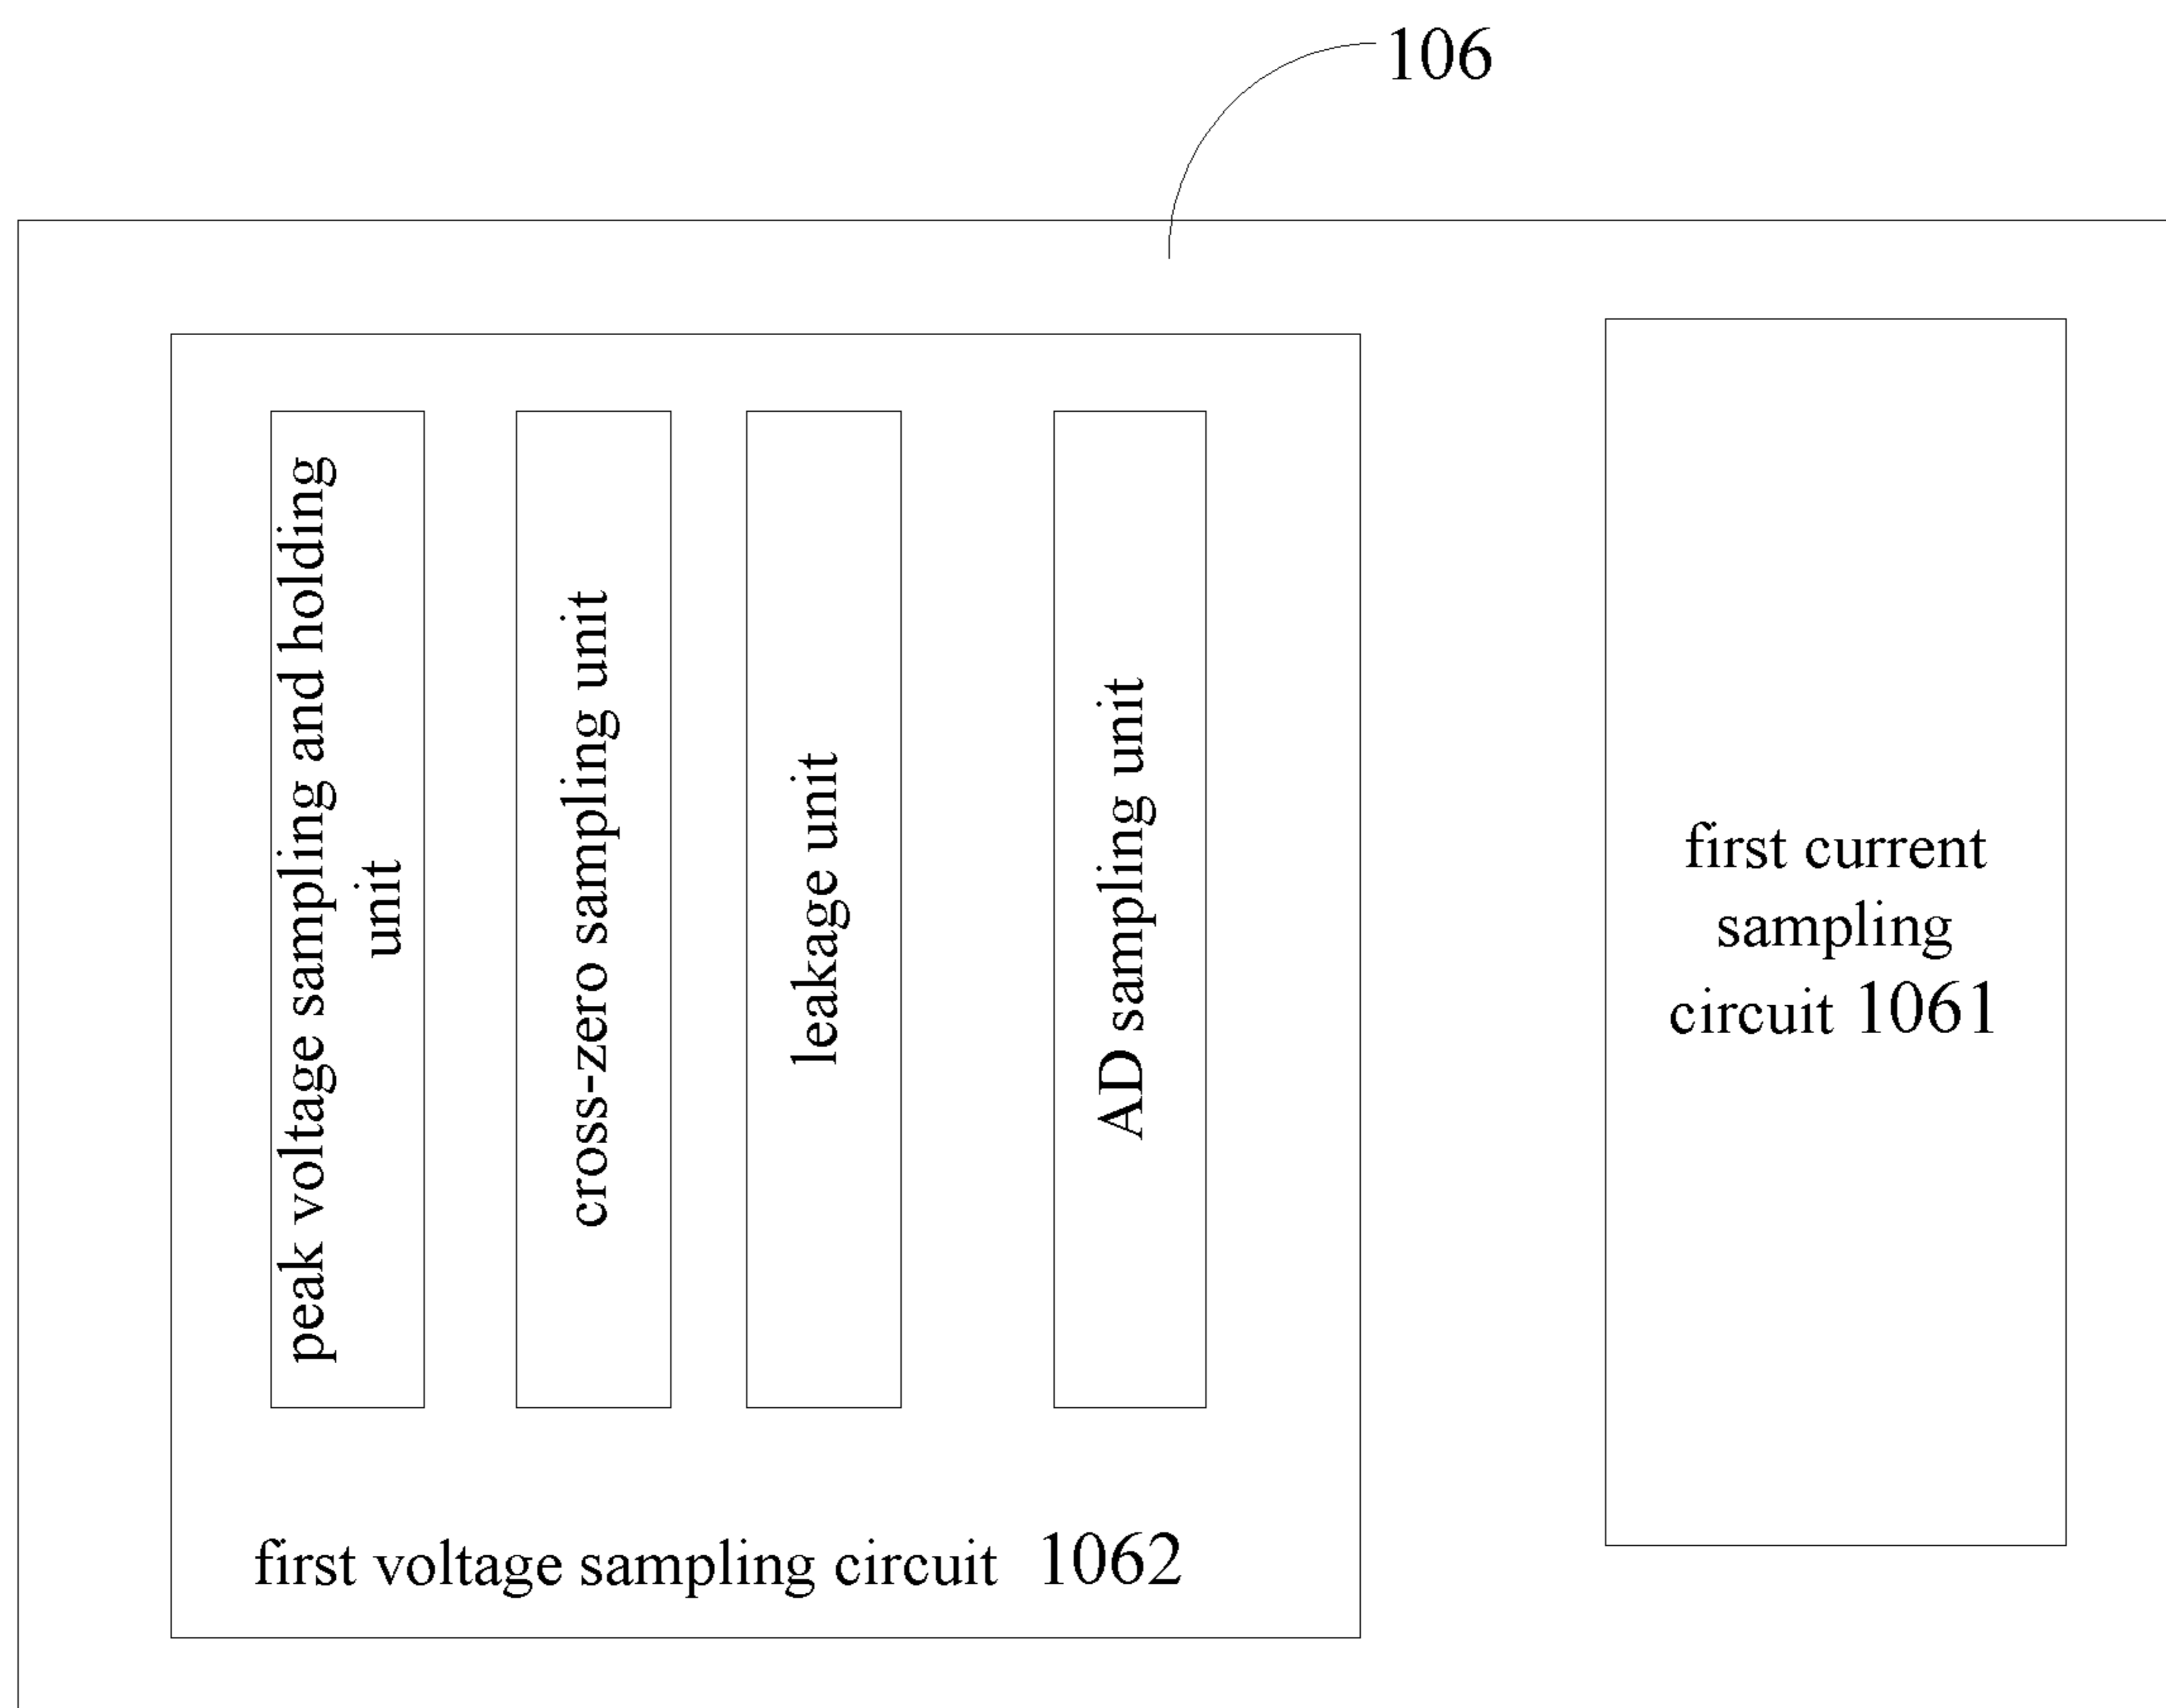 106
peak voltage sampling and holding
unit
cross-zero sampling unit
leakage unit
AD sampling unit
first current
sampling
circuit 1061
first voltage sampling circuit 1062